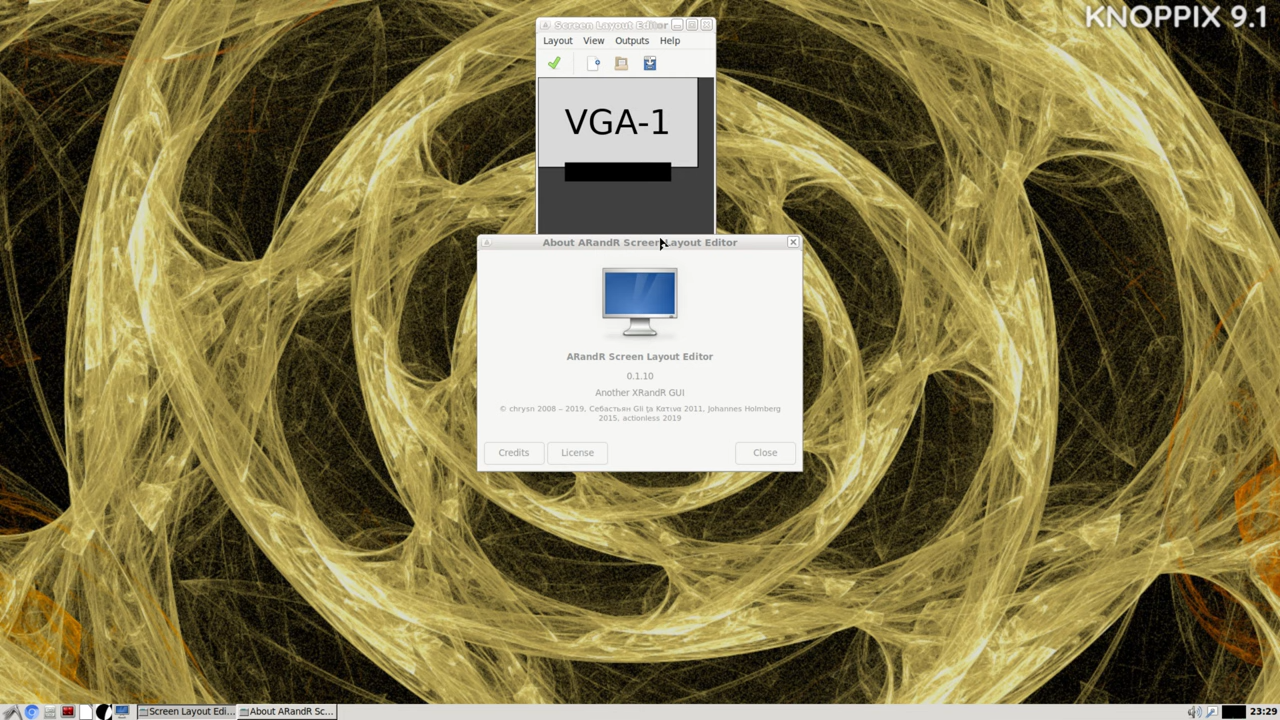 KNOPPIX 9.1
Screen Layout Editor
Layout View Outputs Help
VGA-1
About ARandR Screen Layout Editor
ARandR Screen Layout Editor
0.1.10
Another XRandR GUI
© chrysn 2008 – 2019, Себастьян Gli ţa Κατινα 2011, Johannes Holmberg
2015, actionless 2019
Credits License Close
Screen Layout Edi... About ARandR Sc... 23:29